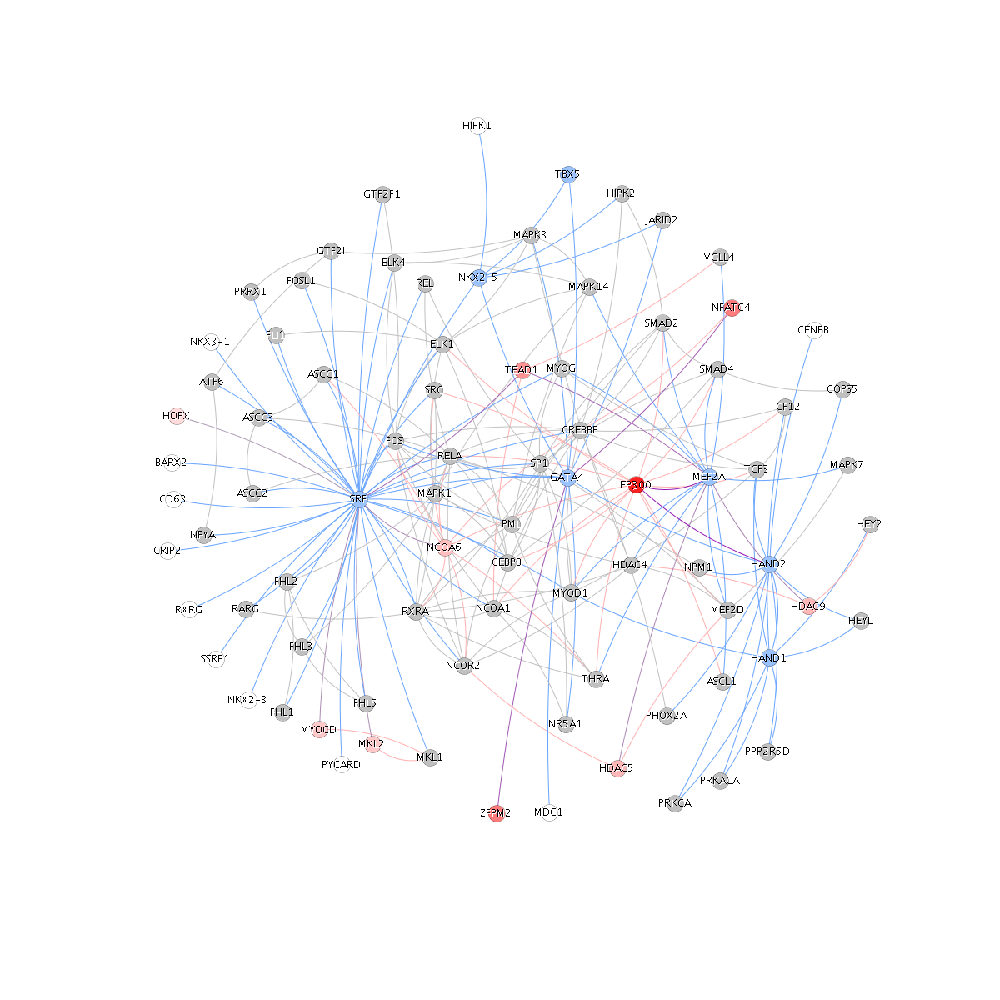 HIPK1
TBX5
GTF2F1
HIPK2
JARID2
MAPK3
GTF2I
VGLL4
ELK4
NKX2-5
FOSL1
REL
MAPK14
PRRX1
NFATC4
SMAD2
CENPB
FLI1
NKX3-1
ELK1
TEAD1
MYOG
SMAD4
ASCC1
ATF6
SRC
COPS5
TCF12
HOPX
ASCC3
CREBBP
FOS
RELA
BARX2
SP1
MAPK7
TCF3
GATA4
MEF2A
EP300
ASCC2
MAPK1
CD63
SRF
PML
HEY2
NFYA
NCOA6
CRIP2
CEBPB
HAND2
HDAC4
NPM1
FHL2
MYOD1
RXRG
RARG
RXRA
NCOA1
MEF2D
HDAC9
HEYL
FHL3
SSRP1
HAND1
NCOR2
THRA
ASCL1
NKX2-3
FHL5
FHL1
PHOX2A
NR5A1
MYOCD
MKL2
PPP2R5D
MKL1
PYCARD
HDAC5
PRKACA
PRKCA
ZFPM2
MDC1